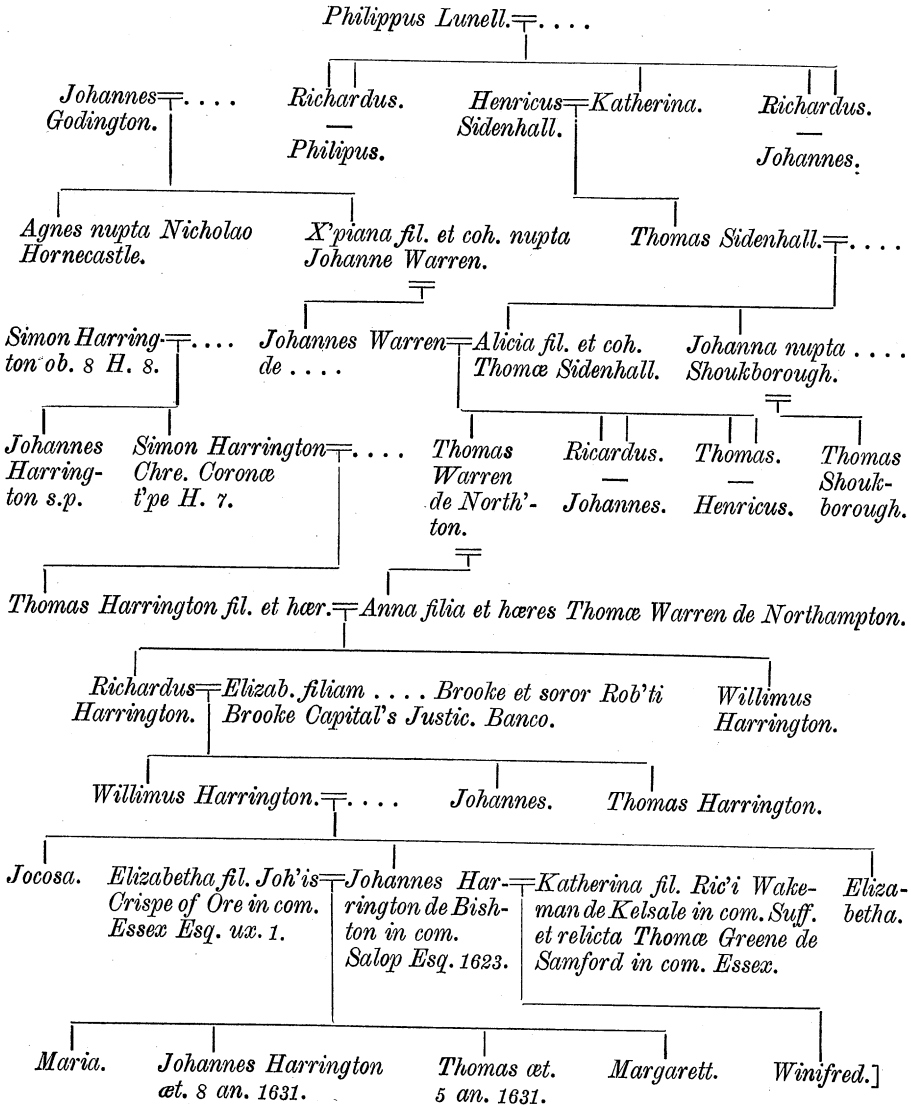 Philippus Lunell. . . . .
Johannes . . . .
Godington.
Richardus.
—
Philipus.
Henricus
Sidenhall.
Katherina.
Richardus.
—
Johannes.
Agnes nupta Nicholao
Hornecastle.
X'piana fil. et coh. nupta
Johanne Warren.
Thomas Sidenhall. . . . .
Simon Harring-
ton ob. 8 H. 8.
. . . .
Johannes Warren
de . . . .
Alicia fil. et coh.
Thomæ Sidenhall.
Johanna nupta . . . .
Shoukborough.
Johannes
Harring-
ton s.p.
Simon Harrington . . . .
Chre. Coronæ
t'pe H. 7.
Thomas
Warren
de North'-
ton.
Ricardus.
—
Johannes.
Thomas.
—
Henricus.
Thomas
Shouk-
borough.
Thomas Harrington fil. et hær.
Anna filia et hæres Thomæ Warren de Northampton.
Richardus
Harrington.
Elizab. filiam . . . . Brooke et soror Rob'ti
Brooke Capital's Justic. Banco.
Willimus
Harrington.
Willimus Harrington. . . . .
Johannes.
Thomas Harrington.
Jocosa.
Elizabetha fil. Joh'is
Crispe of Ore in com.
Essex Esq. ux. 1.
Johannes Har-
rington de Bish-
ton in com.
Salop Esq. 1623.
Katherina fil. Ric'i Wake-
man de Kelsale in com. Suff.
et relicta Thomæ Greene de
Samford in com. Essex.
Eliza-
betha.
Maria.
Johannes Harrington
æt. 8 an. 1631.
Thomas æt.
5 an. 1631.
Margarett.
Winifred.]